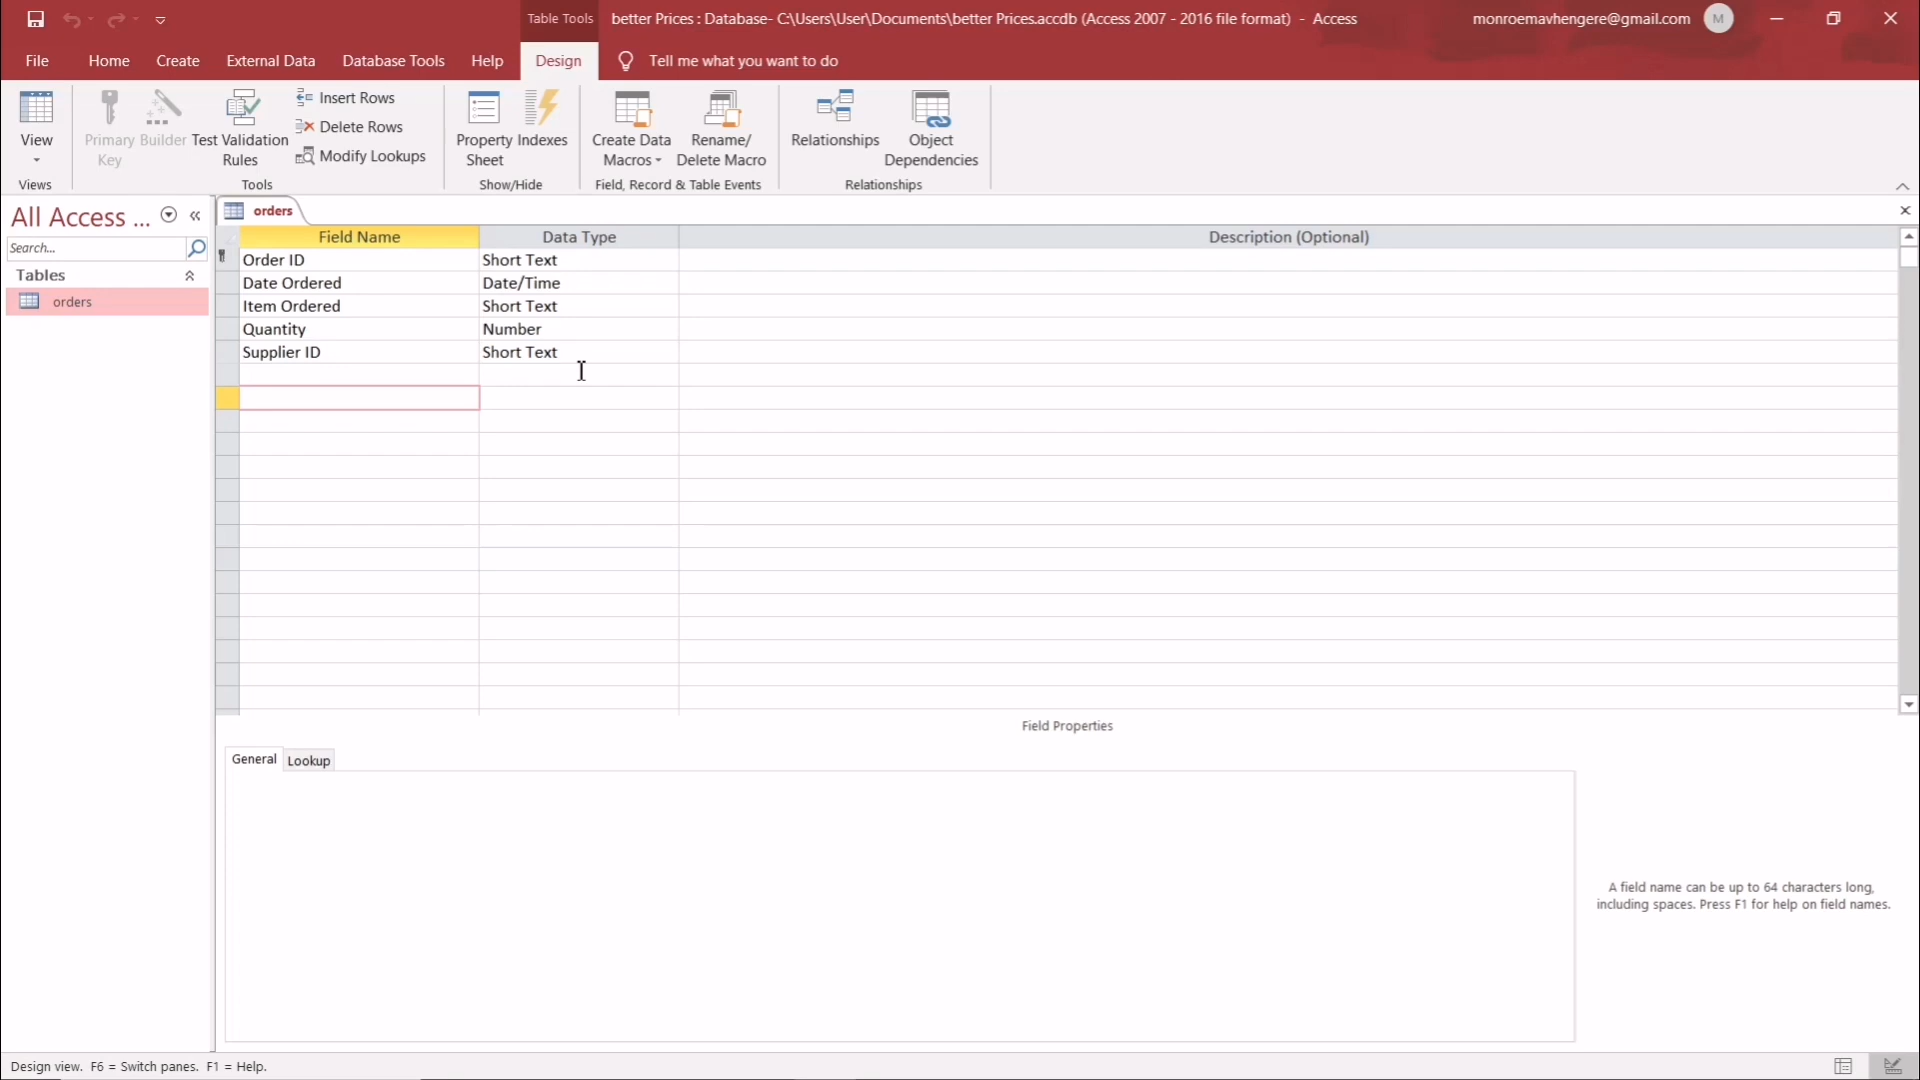 Table Tools
better Prices : Database- C:\Users\User\Documents\better Prices.accdb (Access 2007 - 2016 file format) - Access
monroemavhengere@gmail.com
M
File Home Create External Data Database Tools Help Design Tell me what you want to do
View
Primary Key
Builder
Test Validation Rules
Insert Rows
Delete Rows
Modify Lookups
Property Sheet
Indexes
Create Data Macros
Rename/ Delete Macro
Relationships
Object Dependencies
Views Tools Show/Hide Field, Record & Table Events Relationships
All Access ...
Search...
Tables
orders
orders
Field Name Data Type Description (Optional)
Order ID Short Text
Date Ordered Date/Time
Item Ordered Short Text
Quantity Number
Supplier ID Short Text
Field Properties
General Lookup
A field name can be up to 64 characters long,
including spaces. Press F1 for help on field names.
Design view. F6 = Switch panes. F1 = Help.